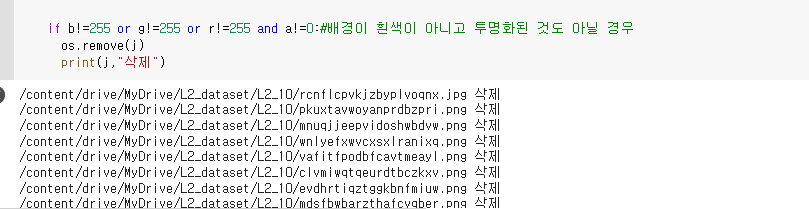 if b!=255 or g!=255 or r!=255 and a!=0:#배경이 흰색이 아니고 투명화된 것도 아닐 경우
os.remove(j)
print(j,"삭제")
/content/drive/MyDrive/L2_dataset/L2_10/rcnflcpvkjzbyplvoqnx.jpg 삭제
/content/drive/MyDrive/L2_dataset/L2_10/pkuxtavwoyanprdbzpri.png 삭제
/content/drive/MyDrive/L2_dataset/L2_10/mnuqjjeepvidoshwbdvw.png 삭제
/content/drive/MyDrive/L2_dataset/L2_10/wnlyefxwvcxsxlranixq.png 삭제
/content/drive/MyDrive/L2_dataset/L2_10/vafitfpodbfcavtmeayl.png 삭제
/content/drive/MyDrive/L2_dataset/L2_10/clvmiwqtqeurdtbczkxv.png 삭제
/content/drive/MyDrive/L2_dataset/L2_10/evdhrtiqztggkbnfmiuw.png 삭제
/content/drive/MyDrive/L2_dataset/L2_10/mdsfbwbarzthafcvqber.png 삭제